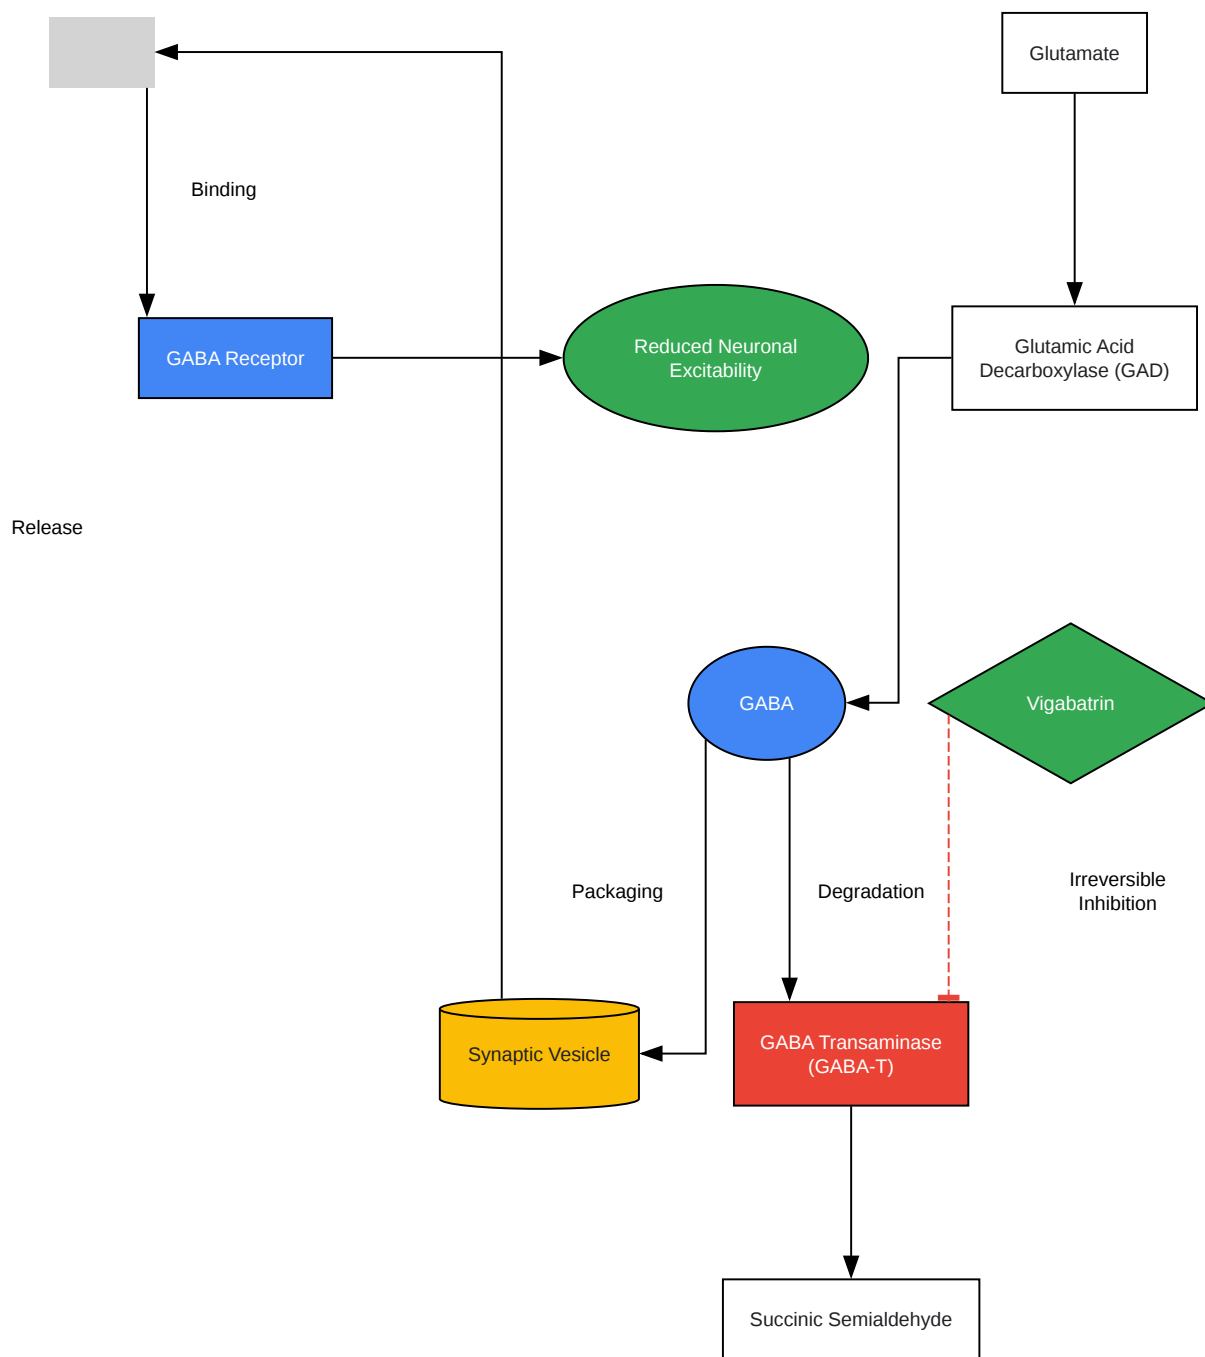 Glutamate
Binding
GABA Receptor
Reduced Neuronal
Excitability
Glutamic Acid
Decarboxylase (GAD)
Release
GABA
Vigabatrin
Packaging
Degradation
Irreversible
Inhibition
Synaptic Vesicle
GABA Transaminase
(GABA-T)
Succinic Semialdehyde